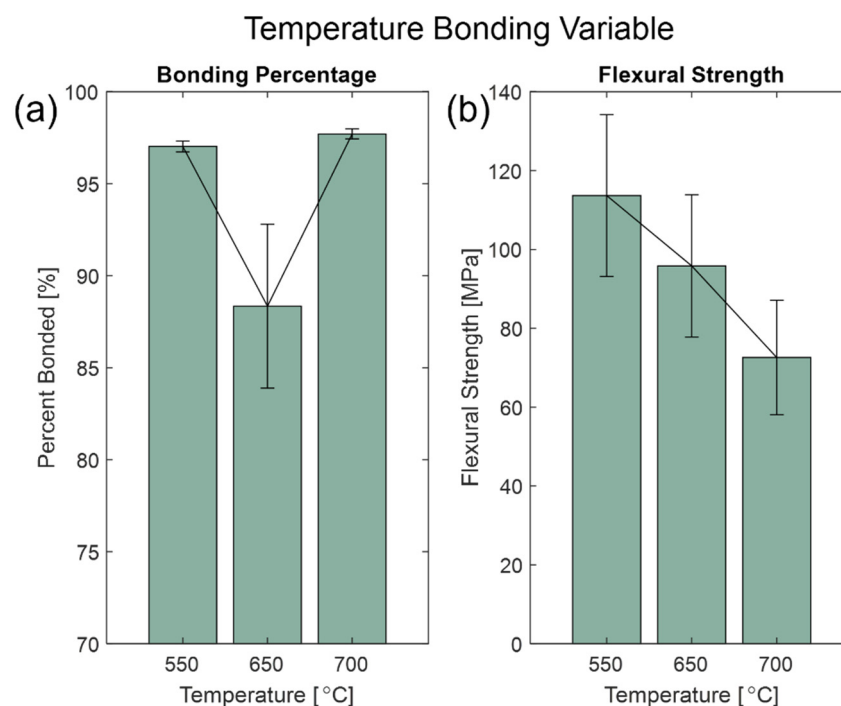 Temperature Bonding Variable
(a)
Bonding Percentage
Percent Bonded [%]
100
95
90
85
80
75
70
550 650 700
Temperature [°C]
(b)
Flexural Strength
Flexural Strength [MPa]
140
120
100
80
60
40
20
0
550 650 700
Temperature [°C]